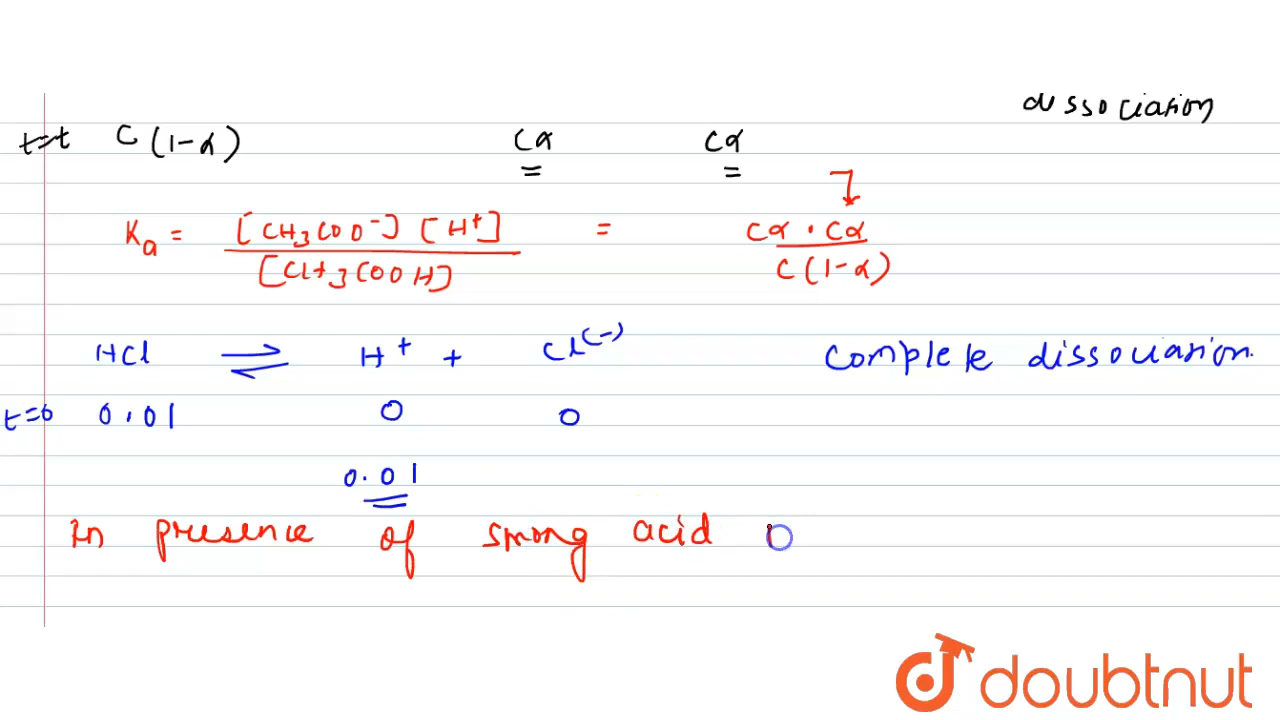 dissociation
t=t C(1-α) Cα Cα
Ka = [CH3COO-] [H+] / [CH3COOH] = Cα · Cα / C(1-α)
HCl ⇌ H+ + Cl(-) Complete dissociation.
t=0 0.01 0 0
0.01
In presence of strong acid
doubtnut